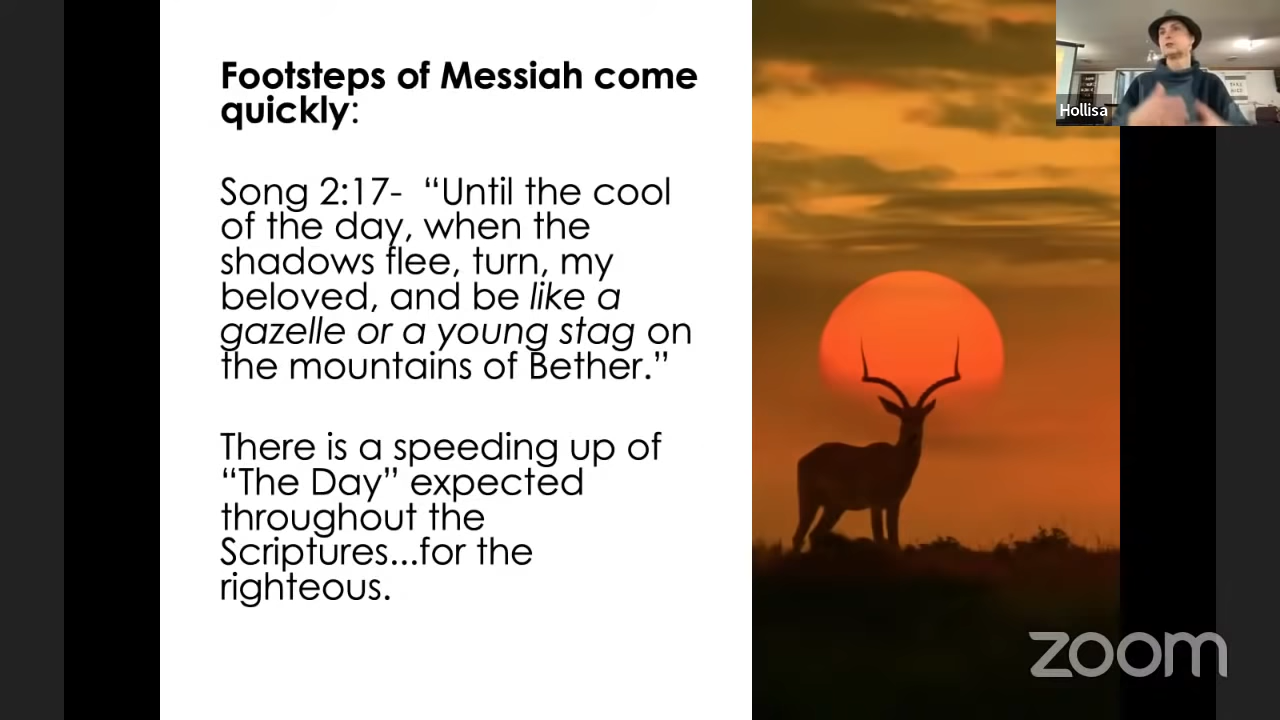 Footsteps of Messiah come
quickly:
Song 2:17-  “Until the cool
of the day, when the
shadows flee, turn, my
beloved, and be like a
gazelle or a young stag on
the mountains of Bether.”
There is a speeding up of
“The Day” expected
throughout the
Scriptures...for the
righteous.
Hollisa
zoom